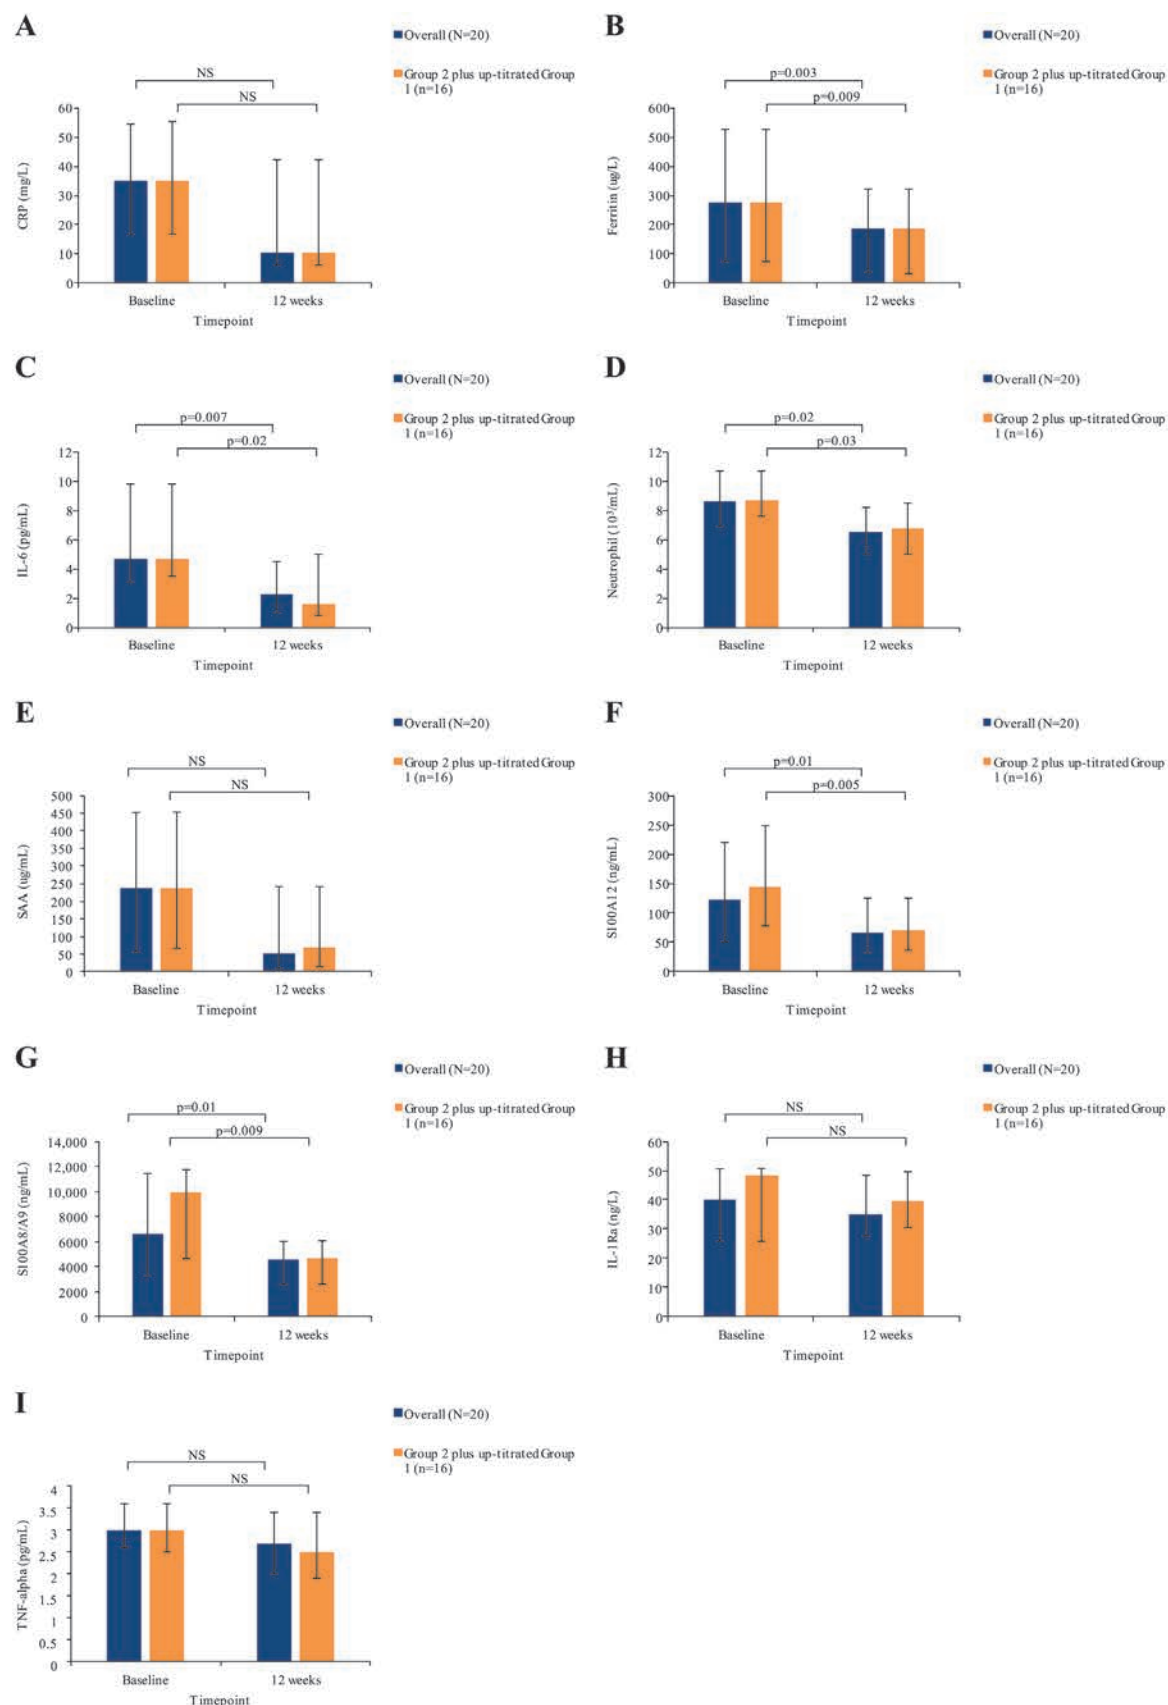 A
Overall (N=20)
Group 2 plus up-titrated Group
1 (n=16)
NS
NS
60
50
40
30
20
10
0
CRP (mg/L)
Baseline
12 weeks
Timepoint
B
Overall (N=20)
Group 2 plus up-titrated Group
1 (n=16)
p=0.003
p=0.009
600
500
400
300
200
100
0
Ferritin (ug/L)
Baseline
12 weeks
Timepoint
C
Overall (N=20)
Group 2 plus up-titrated Group
1 (n=16)
p=0.007
p=0.02
12
10
8
6
4
2
0
IL-6 (pg/mL)
Baseline
12 weeks
Timepoint
D
Overall (N=20)
Group 2 plus up-titrated Group
1 (n=16)
p=0.02
p=0.03
12
10
8
6
4
2
0
Neutrophil (10³/mL)
Baseline
12 weeks
Timepoint
E
Overall (N=20)
Group 2 plus up-titrated Group
1 (n=16)
NS
NS
500
450
400
350
300
250
200
150
100
50
0
SAA (ug/mL)
Baseline
12 weeks
Timepoint
F
Overall (N=20)
Group 2 plus up-titrated Group
1 (n=16)
p=0.01
p=0.005
300
250
200
150
100
50
0
S100A12 (ng/mL)
Baseline
12 weeks
Timepoint
G
Overall (N=20)
Group 2 plus up-titrated Group
1 (n=16)
p=0.01
p=0.009
14,000
12,000
10,000
8000
6000
4000
2000
0
S100A8/A9 (ng/mL)
Baseline
12 weeks
Timepoint
H
Overall (N=20)
Group 2 plus up-titrated Group
1 (n=16)
NS
NS
60
50
40
30
20
10
0
IL-1Ra (ng/L)
Baseline
12 weeks
Timepoint
I
Overall (N=20)
Group 2 plus up-titrated Group
1 (n=16)
NS
NS
4
3.5
3
2.5
2
1.5
1
0.5
0
TNF-alpha (pg/mL)
Baseline
12 weeks
Timepoint